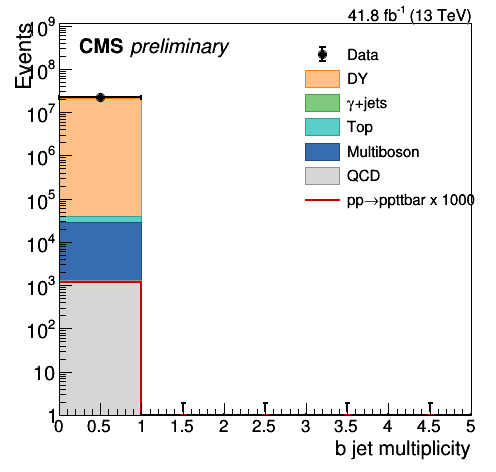 41.8 fb⁻¹ (13 TeV)
CMS preliminary
Events
10⁹
10⁸
10⁷
10⁶
10⁵
10⁴
10³
10²
10
1
Data
DY
γ+jets
Top
Multiboson
QCD
pp→ppttbar x 1000
0 0.5 1 1.5 2 2.5 3 3.5 4 4.5 5
b jet multiplicity